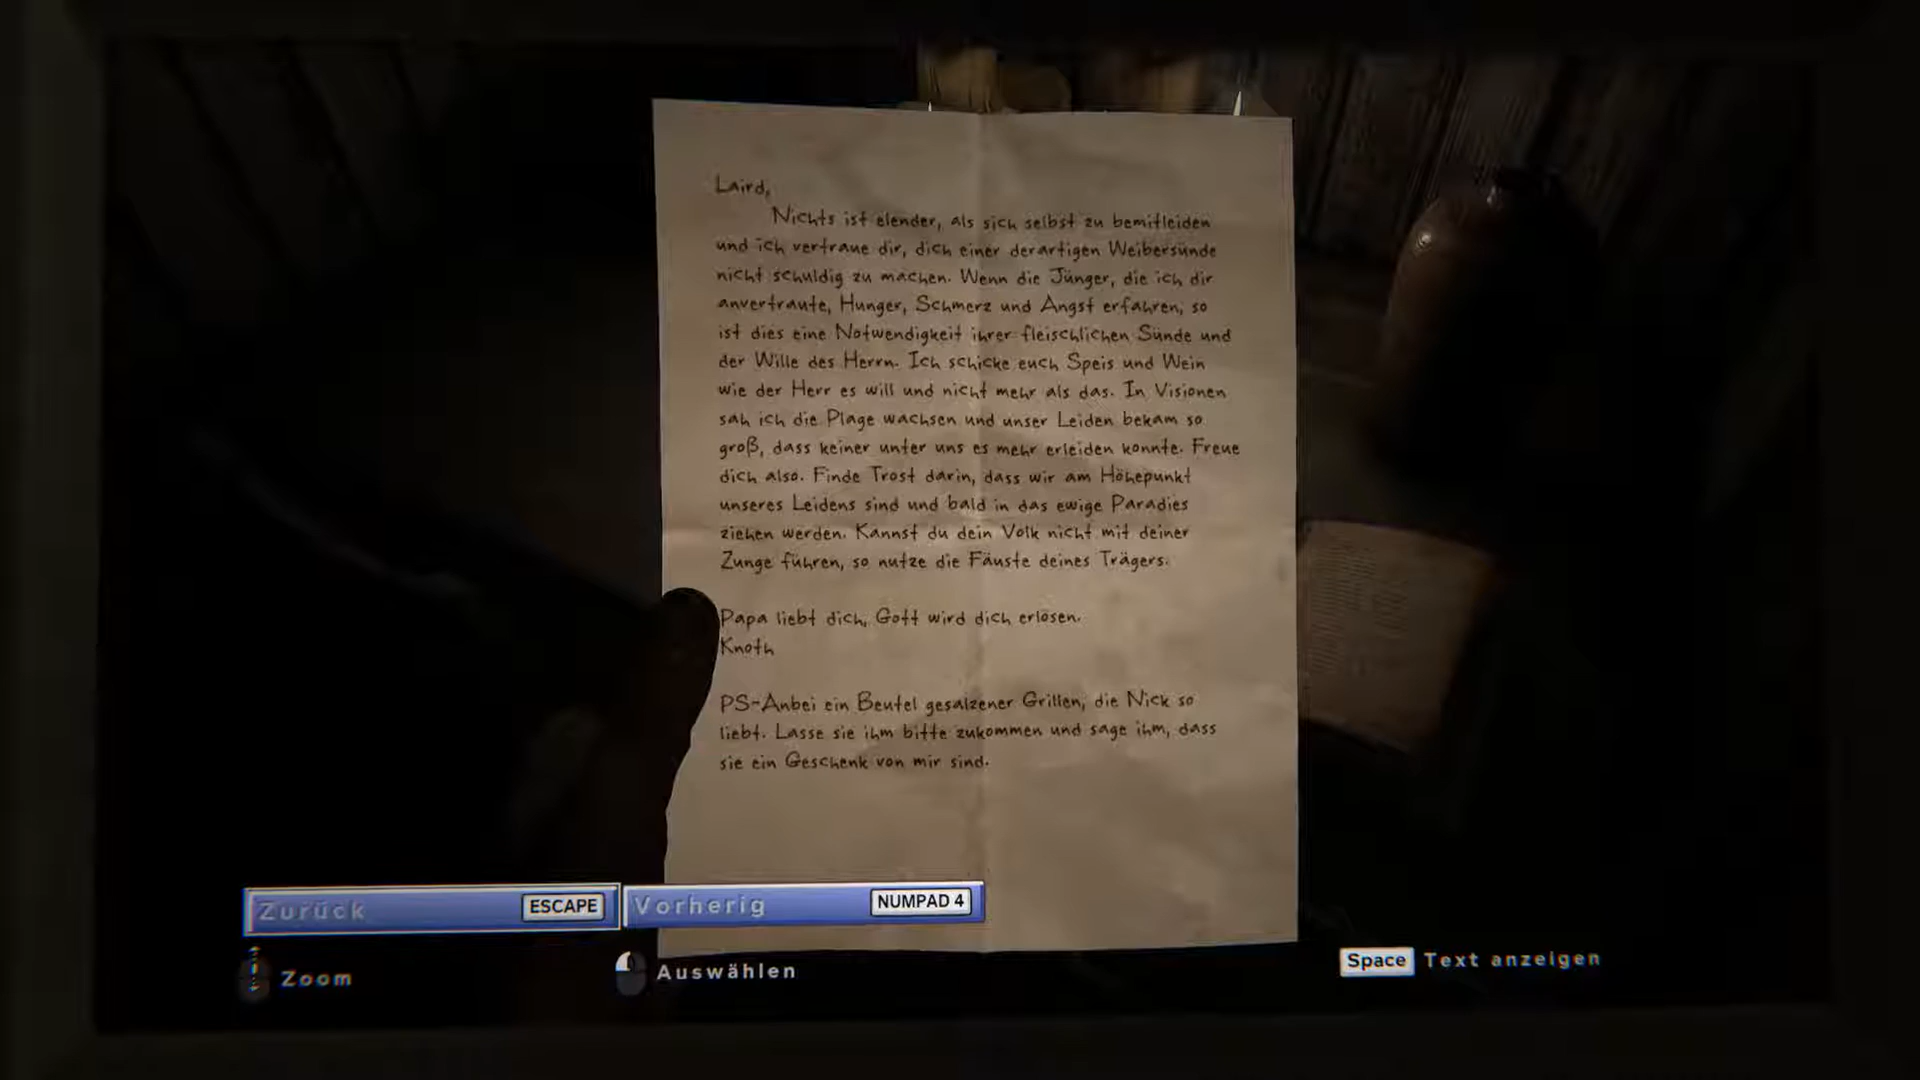 Laird,
Nichts ist elender, als sich selbst zu bemitleiden
und ich vertraue dir, dich einer derartigen Weibersünde
nicht schuldig zu machen. Wenn die Jünger, die ich dir
anvertraute, Hunger, Schmerz und Angst erfahren, so
ist dies eine Notwendigkeit ihrer fleischlichen Sünde und
der Wille des Herrn. Ich schicke euch Speis und Wein
wie der Herr es will und nicht mehr als das. In Visionen
sah ich die Plage wachsen und unser Leiden bekam so
groß, dass keiner unter uns es mehr erleiden konnte. Freue
dich also. Finde Trost darin, dass wir am Höhepunkt
unseres Leidens sind und bald in das ewige Paradies
ziehen werden. Kannst du dein Volk nicht mit deiner
Zunge führen, so nutze die Fäuste deines Trägers.
Papa liebt dich, Gott wird dich erlösen.
Knoth
PS-Anbei ein Beutel gesalzener Grillen, die Nick so
liebt. Lasse sie ihm bitte zukommen und sage ihm, dass
sie ein Geschenk von mir sind.
Zurück ESCAPE Vorherig NUMPAD 4
Zoom Auswählen Space Text anzeigen